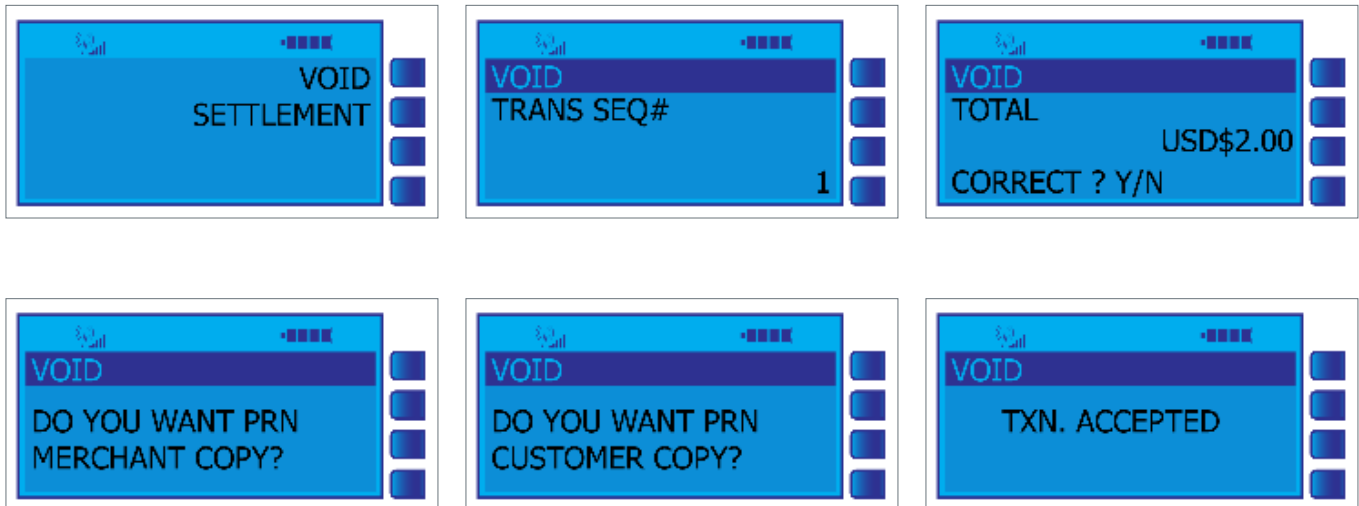 VOID
SETTLEMENT
VOID
TRANS SEQ#
1
VOID
TOTAL
USD$2.00
CORRECT ? Y/N
VOID
DO YOU WANT PRN
MERCHANT COPY?
VOID
DO YOU WANT PRN
CUSTOMER COPY?
VOID
TXN. ACCEPTED